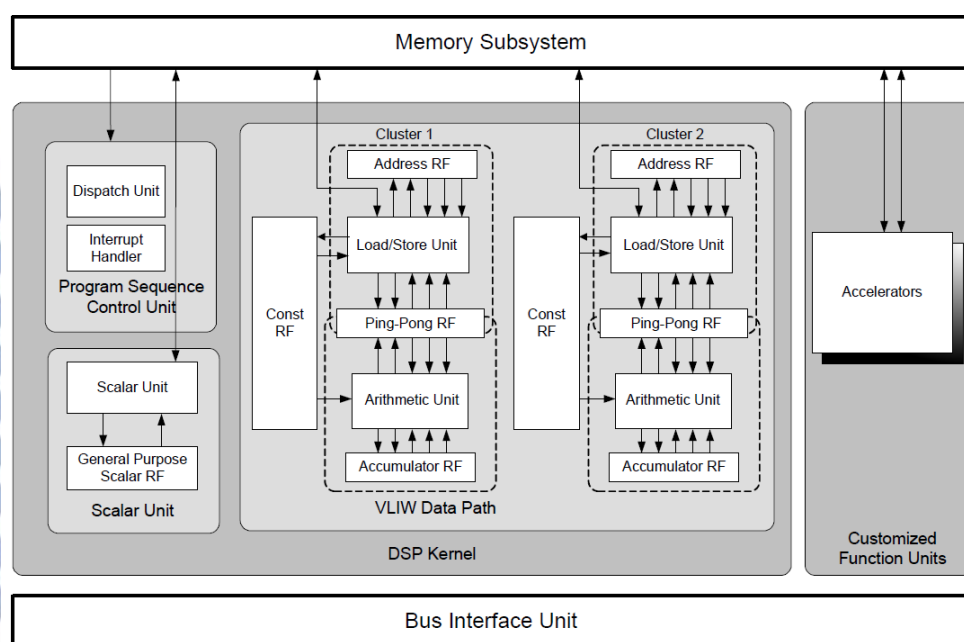 Memory Subsystem
Cluster 1
Cluster 2
Address RF
Address RF
Dispatch Unit
Interrupt
Handler
Program Sequence
Control Unit
Load/Store Unit
Load/Store Unit
Const
RF
Const
RF
Ping-Pong RF
Ping-Pong RF
Accelerators
Scalar Unit
General Purpose
Scalar RF
Scalar Unit
Arithmetic Unit
Arithmetic Unit
Accumulator RF
Accumulator RF
VLIW Data Path
DSP Kernel
Customized
Function Units
Bus Interface Unit